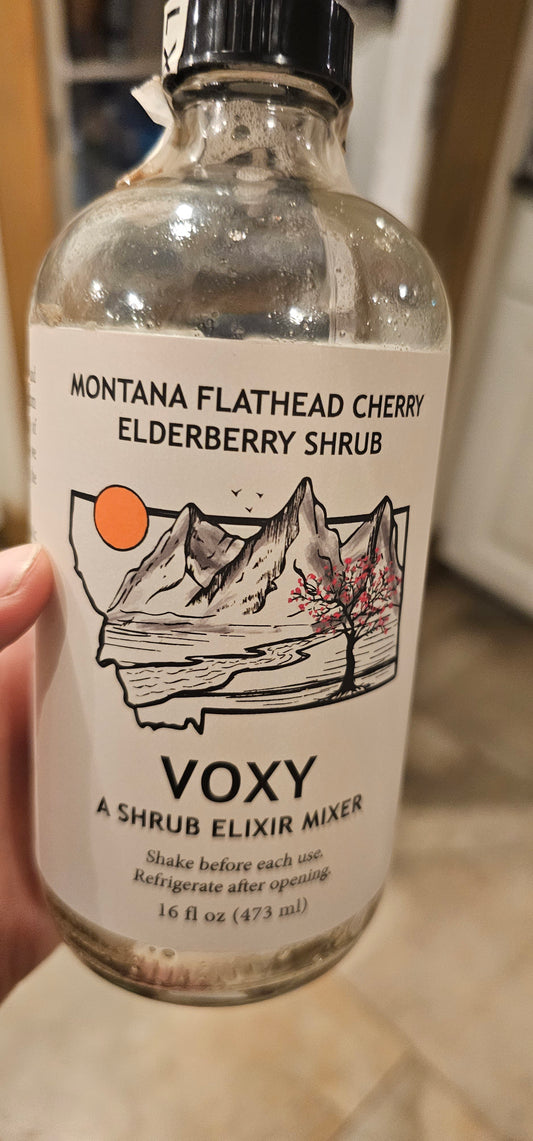 MONTANA FLATHEAD CHERRY
ELDERBERRY SHRUB
VOXY
A SHRUB ELIXIR MIXER
Shake before each use.
Refrigerate after opening.
16 fl oz (473 ml)